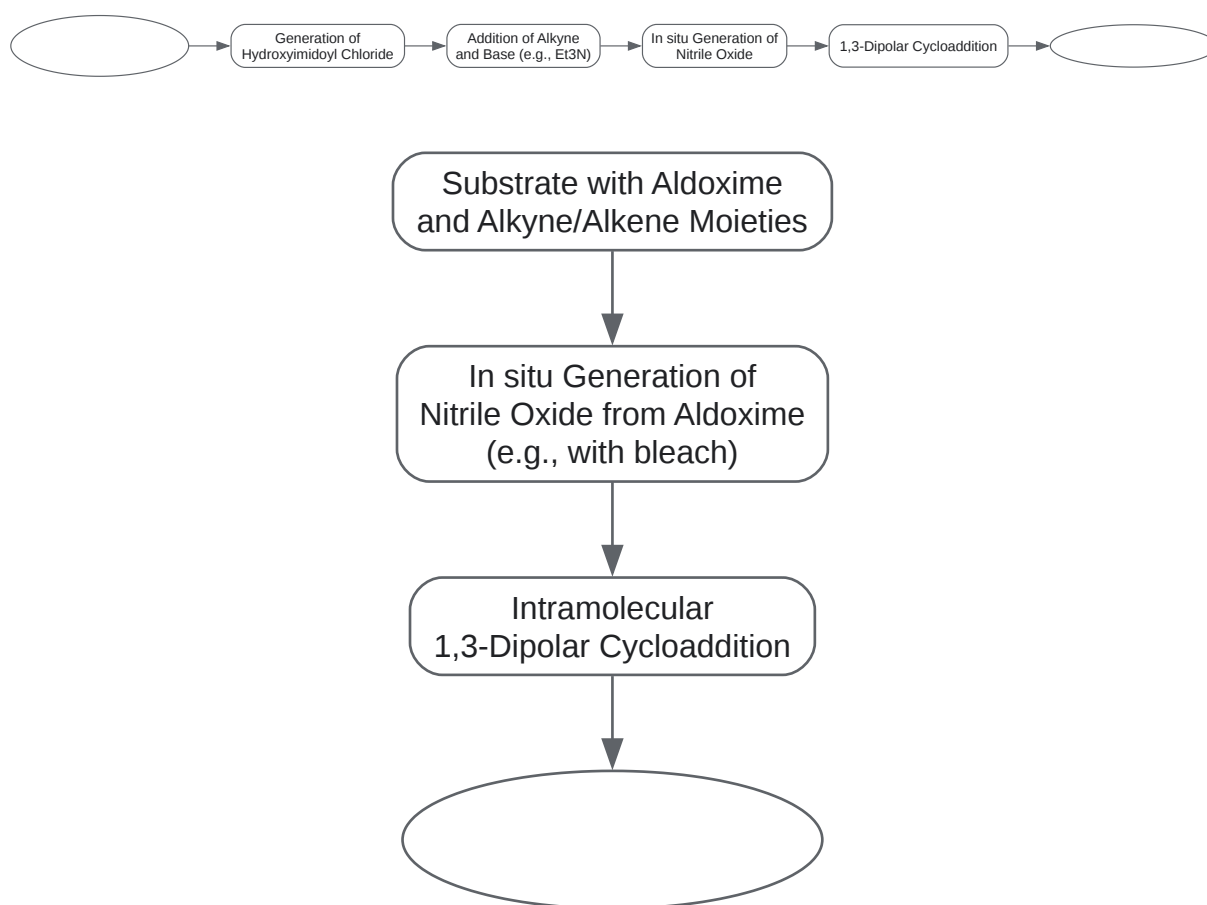 Generation of
Hydroxyimidoyl Chloride
Addition of Alkyne
and Base (e.g., Et3N)
In situ Generation of
Nitrile Oxide
1,3-Dipolar Cycloaddition
Substrate with Aldoxime
and Alkyne/Alkene Moieties
In situ Generation of
Nitrile Oxide from Aldoxime
(e.g., with bleach)
Intramolecular
1,3-Dipolar Cycloaddition